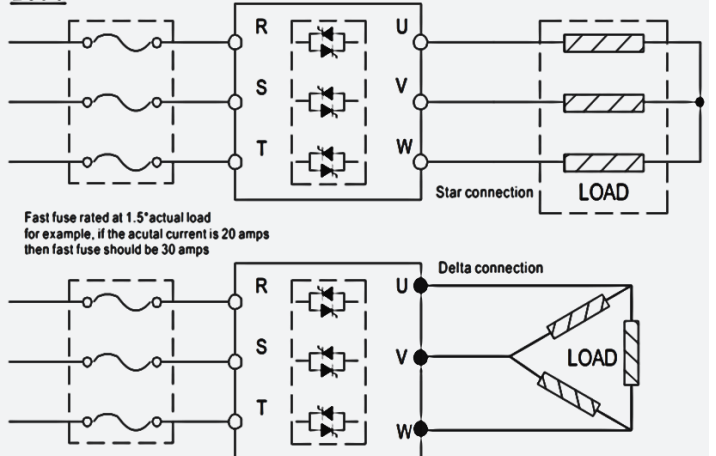 R
U
S
V
T
W
Star connection
LOAD
Fast fuse rated at 1.5*actual load
for example, if the acutal current is 20 amps
then fast fuse should be 30 amps
Delta connection
R
U
S
V
LOAD
T
W